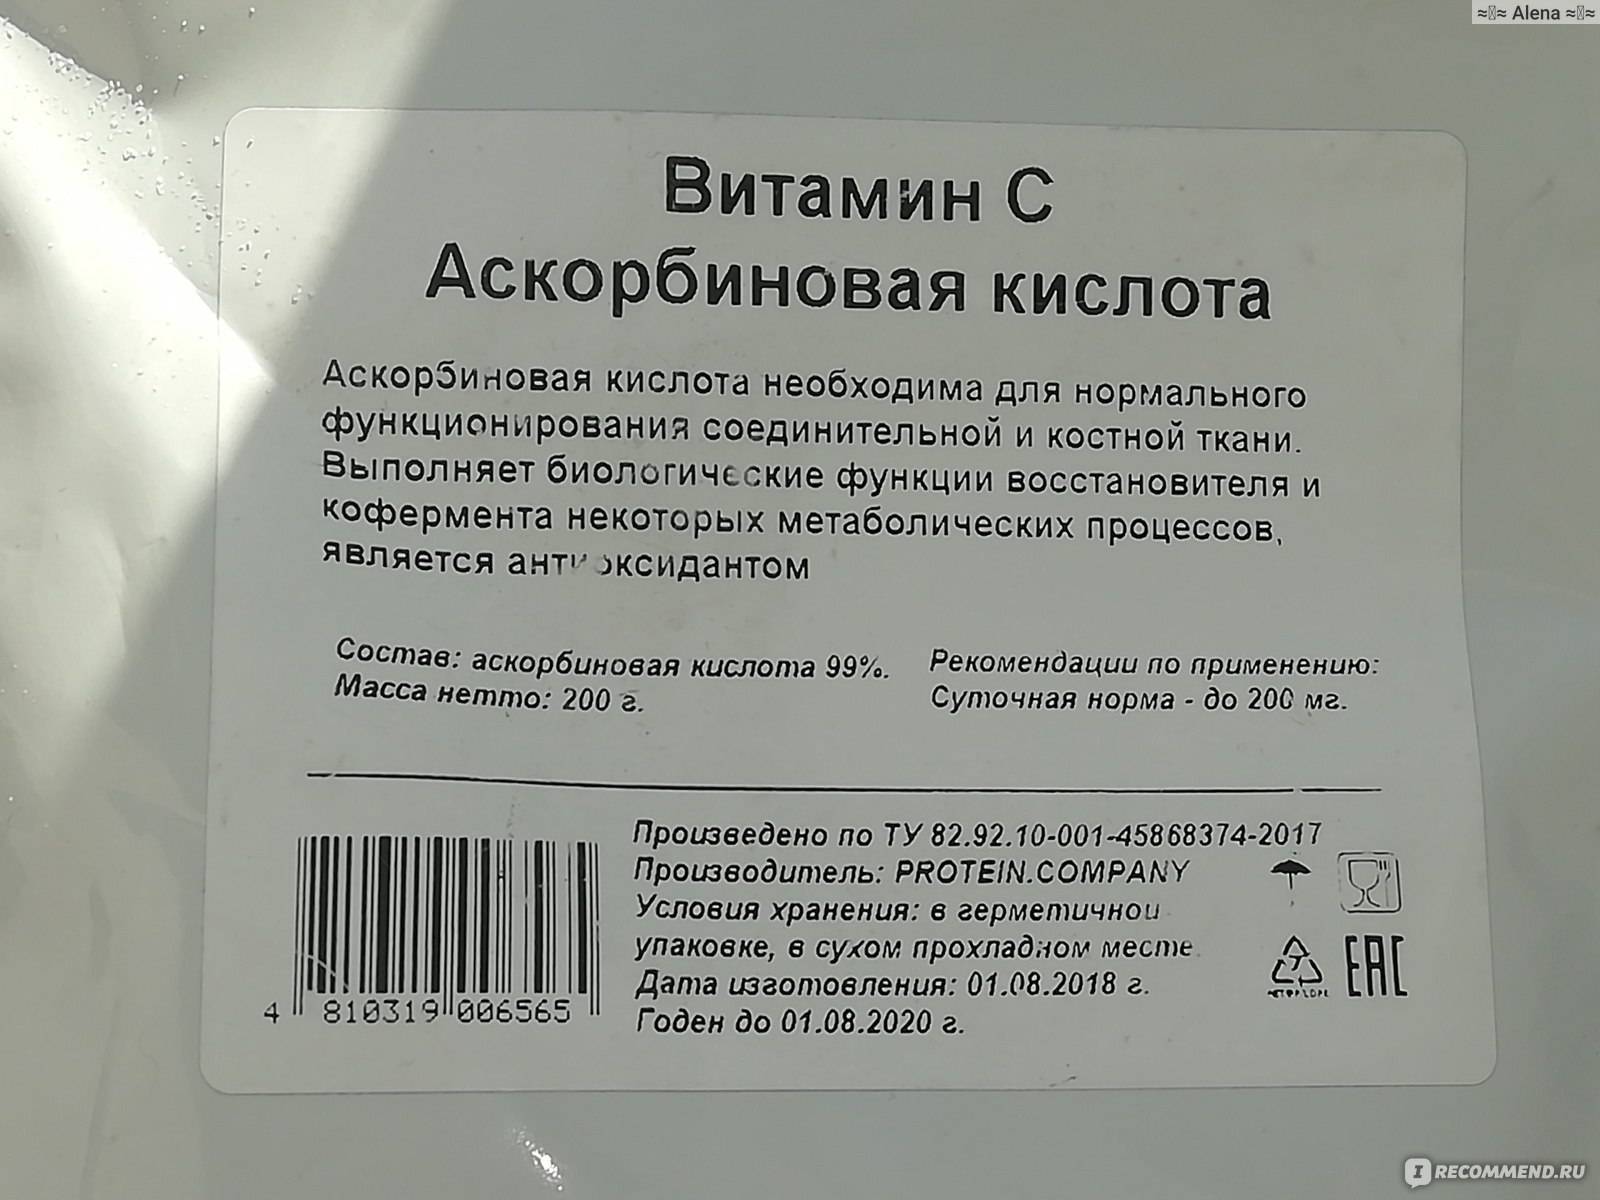 ≈ ≈ Alena ≈ ≈
Витамин С
Аскорбиновая кислота
Аскорбиновая кислота необходима для нормального
функционирования соединительной и костной ткани.
Выполняет биологические функции восстановителя и
кофермента некоторых метаболических процессов,
является антиоксидантом
Состав: аскорбиновая кислота 99%.
Масса нетто: 200 г.
Рекомендации по применению:
Суточная норма - до 200 мг.
Произведено по ТУ 82.92.10-001-45868374-2017
Производитель: PROTEIN.COMPANY
Условия хранения: в герметичной
упаковке, в сухом прохладном месте.
Дата изготовления: 01.08.2018 г.
Годен до 01.08.2020 г.
4 810319 006565
EAC
IRECOMMEND.RU